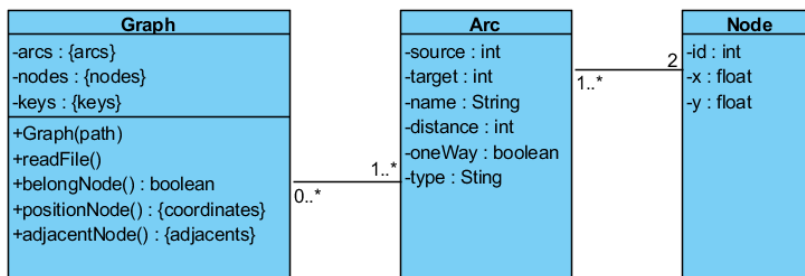 Graph
-arcs : {arcs}
-nodes : {nodes}
-keys : {keys}
+Graph(path)
+readFile()
+belongNode() : boolean
+positionNode() : {coordinates}
+adjacentNode() : {adjacents}
0..*
1..*
Arc
-source : int
-target : int
-name : String
-distance : int
-oneWay : boolean
-type : Sting
1..*
2
Node
-id : int
-x : float
-y : float